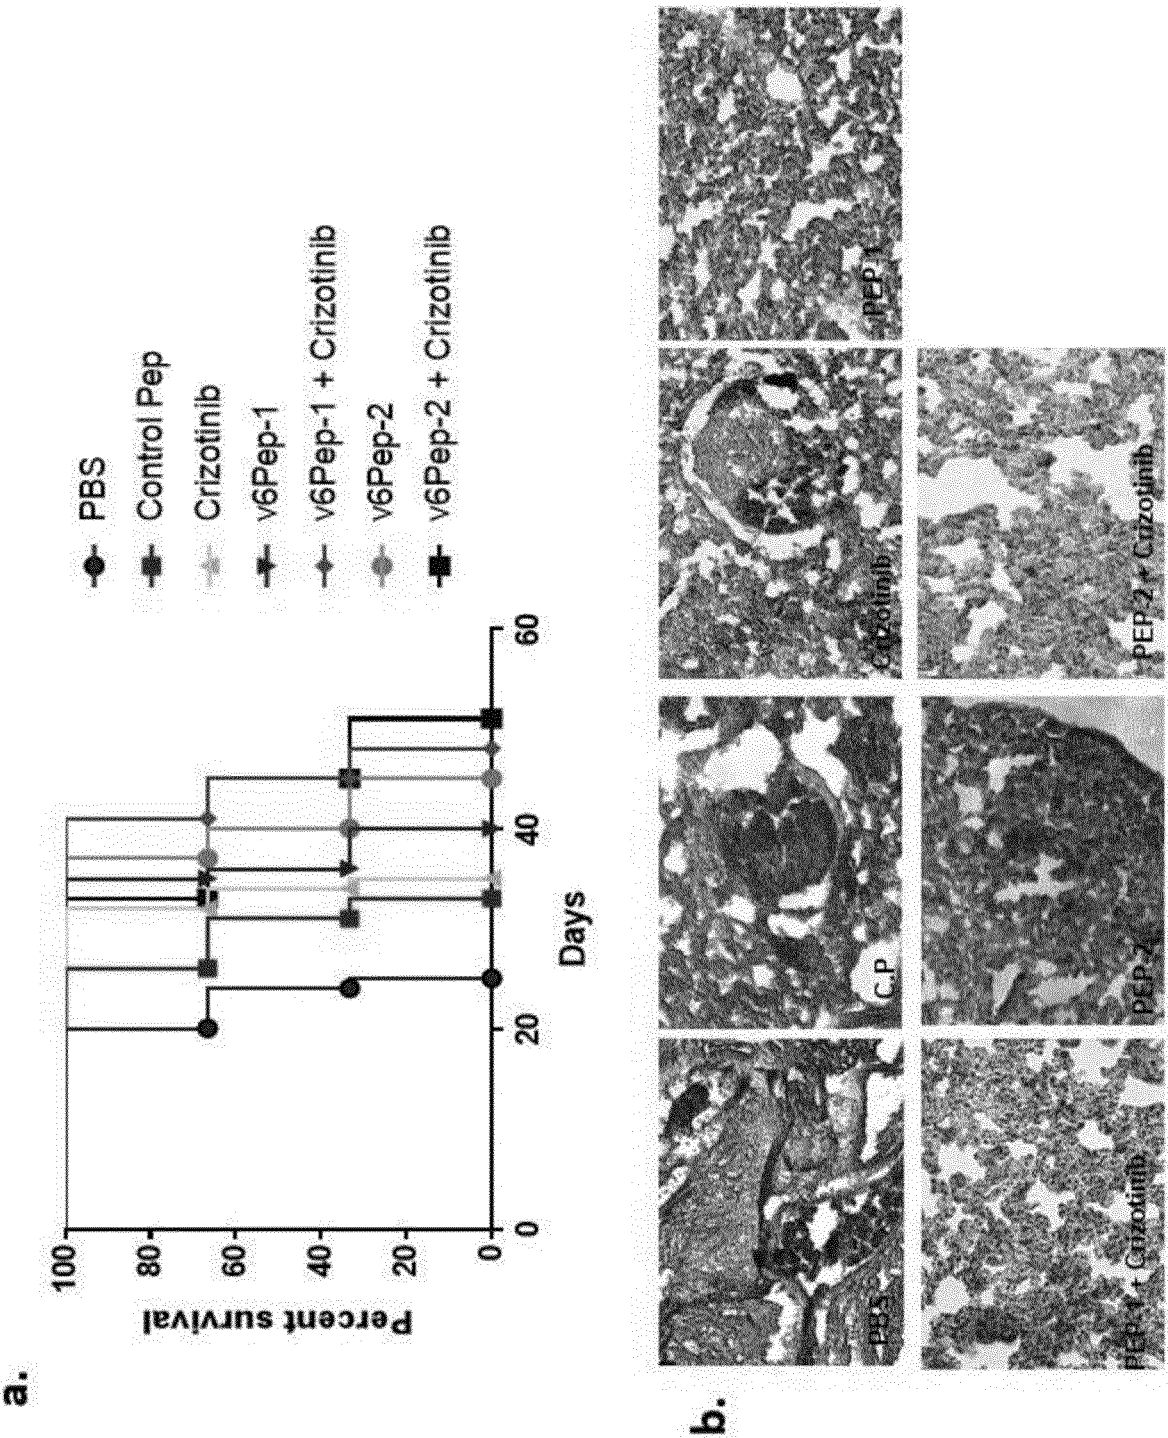 a.
Percent survival
100
80
60
40
20
0
0
20
40
60
Days
PBS
Control Pep
Crizotinib
v6Pep-1
v6Pep-1 + Crizotinib
v6Pep-2
v6Pep-2 + Crizotinib
b.
PBS
C.P
Crizotinib
PEP 1
PEP 1 + Crizotinib
PEP-2
PEP-2 + Crizotinib